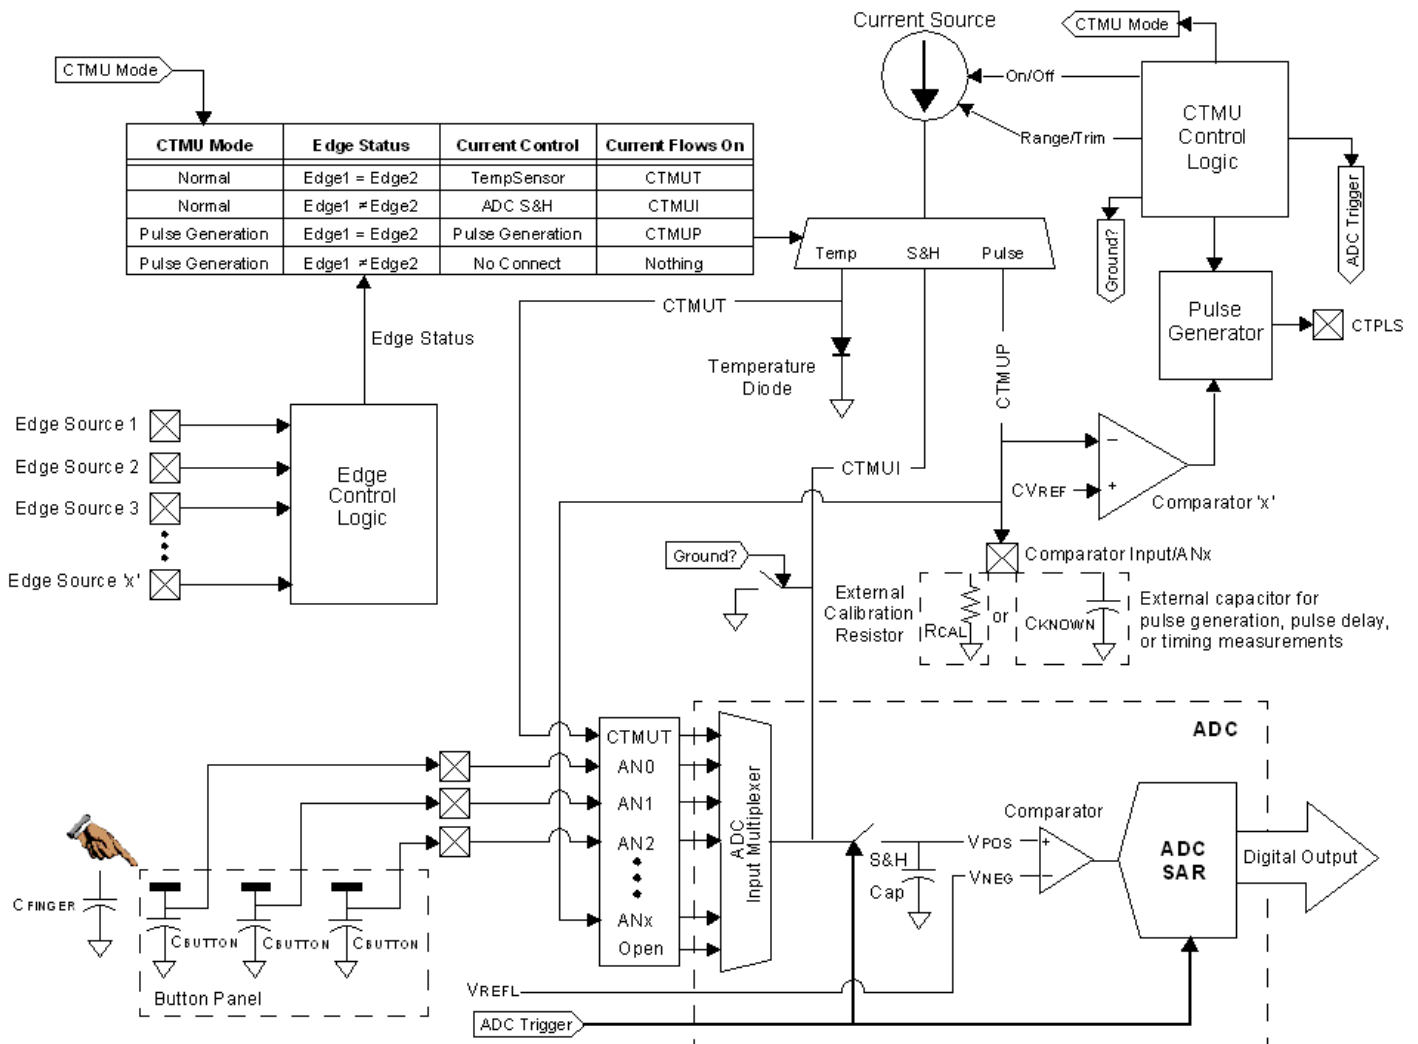 Current Source
CTMU Mode
CTMU Mode
On/Off
Range/Trim
CTMU
Control
Logic
ADC Trigger
Ground?
CTMU Mode Edge Status Current Control Current Flows On
Normal Edge1 = Edge2 TempSensor CTMUT
Normal Edge1 ≠ Edge2 ADC S&H CTMUI
Pulse Generation Edge1 = Edge2 Pulse Generation CTMUP
Pulse Generation Edge1 ≠ Edge2 No Connect Nothing
Temp S&H Pulse
Pulse
Generator
CTPLS
CTMUT
Edge Status
Temperature
Diode
CTMUP
Edge Source 1
Edge Source 2
Edge Source 3
Edge Source 'x'
Edge
Control
Logic
CTMUI
CVREF
−
+
Comparator 'x'
Ground?
Comparator Input/ANx
External
Calibration
Resistor
RCAL
or
CKNOWN
External capacitor for
pulse generation, pulse delay,
or timing measurements
ADC
CTMUT
AN0
AN1
AN2
ANx
Open
ADC
Input Multiplexer
S&H
Cap
VPOS
VNEG
Comparator
+
−
ADC
SAR
Digital Output
CFINGER
CBUTTON
CBUTTON
CBUTTON
Button Panel
VREFL
ADC Trigger